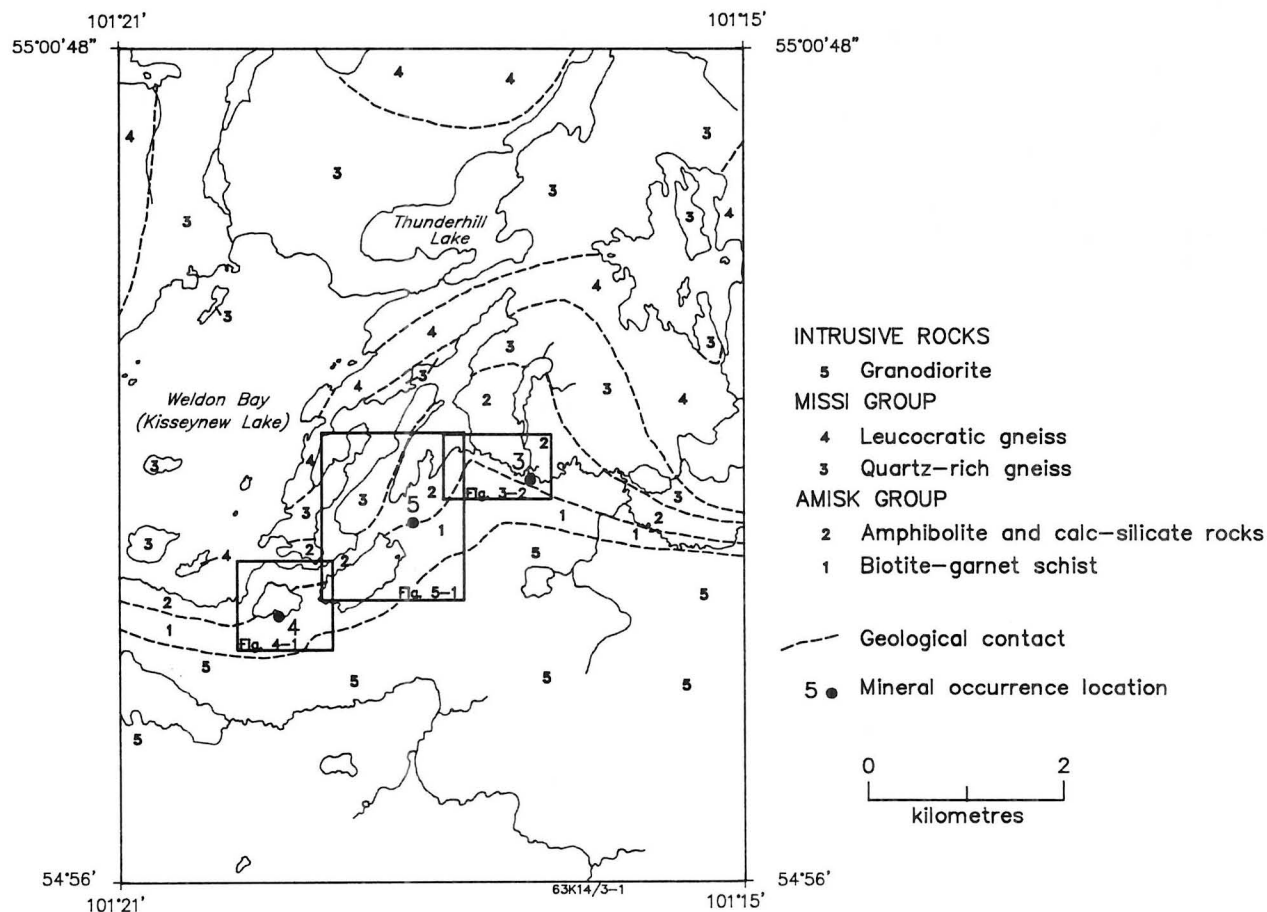 101°21' 101°15'
55°00'48" 55°00'48"
4 4
4 3
3
3 3
3 4
3
Thunderhill
Lake
4
3
4 3
3
3
4
3
Weldon Bay
(Kisseynew Lake)
2
4
2
3
4
3 Fig. 3-2
3
2
3
5
1
3
1
2
1
3
2
4
2
5
Fig. 5-1
5
2
1
4
Fig. 4-1
5
5
5
5
5
54°56' 54°56'
101°21' 101°15'
63K14/3-1
INTRUSIVE ROCKS
5 Granodiorite
MISSI GROUP
4 Leucocratic gneiss
3 Quartz-rich gneiss
AMISK GROUP
2 Amphibolite and calc-silicate rocks
1 Biotite-garnet schist
Geological contact
5 Mineral occurrence location
0 2
kilometres